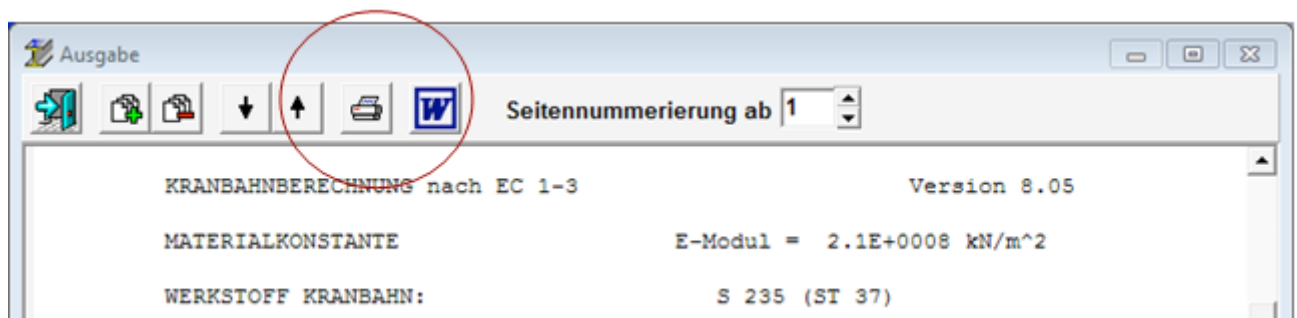 Ausgabe
W Seitennummerierung ab 1
KRANBAHNBERECHNUNG nach EC 1-3 Version 8.05
MATERIALKONSTANTE E-Modul = 2.1E+0008 kN/m^2
WERKSTOFF KRANBAHN: S 235 (ST 37)